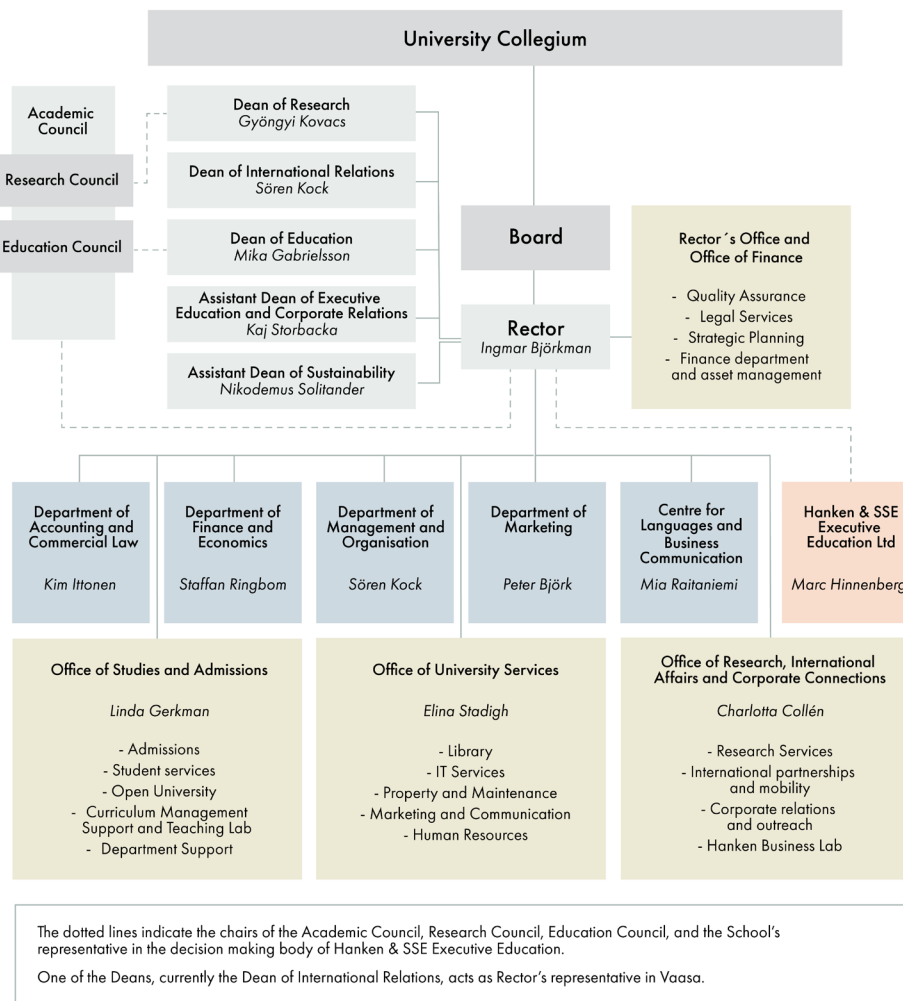 University Collegium
Academic
Council
Research Council
Education Council
Dean of Research
Gyöngyi Kovacs
Dean of International Relations
Sören Kock
Dean of Education
Mika Gabrielsson
Assistant Dean of Executive
Education and Corporate Relations
Kaj Storbacka
Assistant Dean of Sustainability
Nikodemus Solitander
Board
Rector
Ingmar Björkman
Rector´s Office and
Office of Finance
- Quality Assurance
- Legal Services
- Strategic Planning
- Finance department
and asset management
Department of
Accounting and
Commercial Law
Kim Ittonen
Department of
Finance and
Economics
Staffan Ringbom
Department of
Management and
Organisation
Sören Kock
Department of
Marketing
Peter Björk
Centre for
Languages and
Business
Communication
Mia Raitaniemi
Hanken & SSE
Executive
Education Ltd
Marc Hinnenberg
Office of Studies and Admissions
Linda Gerkman
- Admissions
- Student services
- Open University
- Curriculum Management
Support and Teaching Lab
- Department Support
Office of University Services
Elina Stadigh
- Library
- IT Services
- Property and Maintenance
- Marketing and Communication
- Human Resources
Office of Research, International
Affairs and Corporate Connections
Charlotta Collén
- Research Services
- International partnerships
and mobility
- Corporate relations
and outreach
- Hanken Business Lab
The dotted lines indicate the chairs of the Academic Council, Research Council, Education Council, and the School's
representative in the decision making body of Hanken & SSE Executive Education.
One of the Deans, currently the Dean of International Relations, acts as Rector's representative in Vaasa.